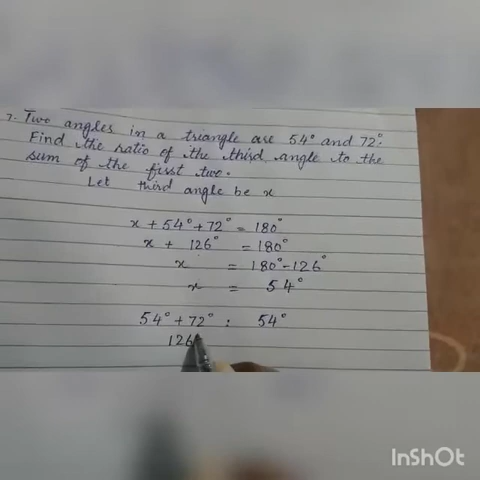 7. Two angles in a triangle are 54° and 72°.
Find the ratio of the third angle to the
sum of the first two.
Let third angle be x
x + 54° + 72° = 180°
x + 126° = 180°
x = 180° - 126°
x = 54°
54° + 72° : 54°
126
InShOt